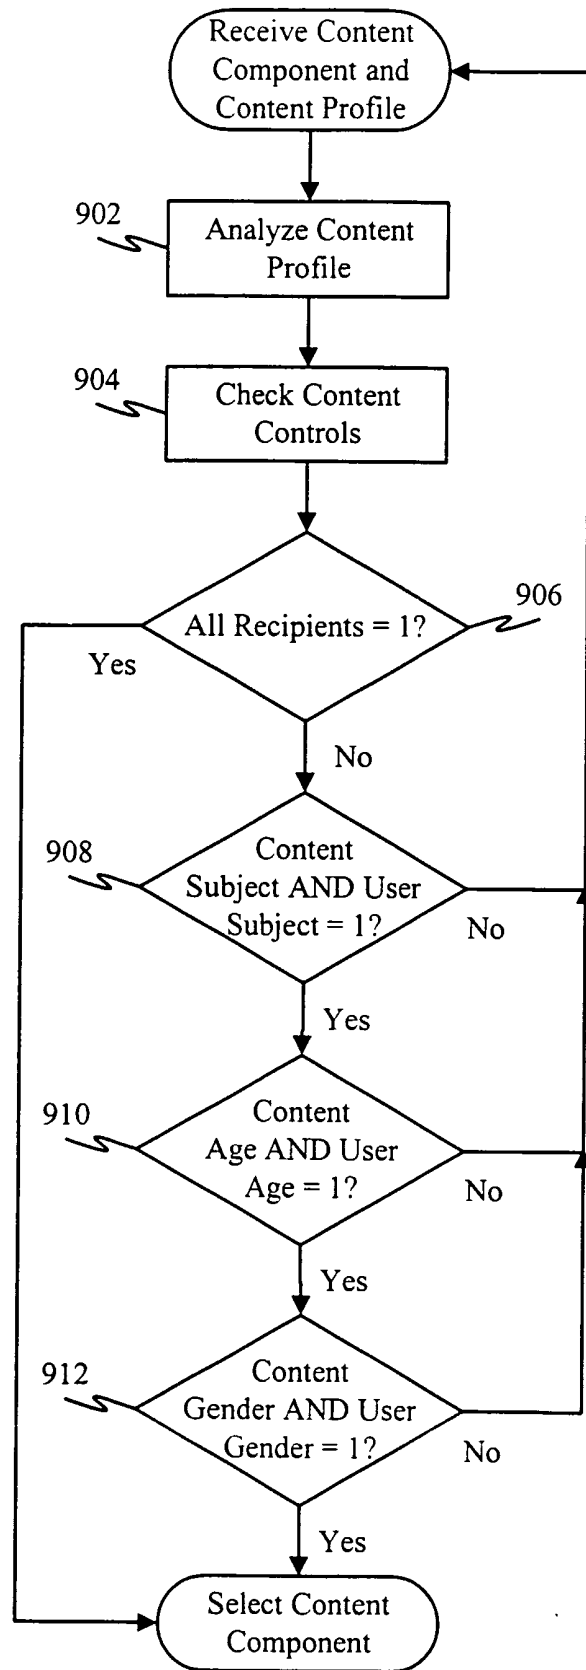 Receive Content
Component and
Content Profile
902
Analyze Content
Profile
904
Check Content
Controls
906
All Recipients = 1?
Yes
No
908
Content
Subject AND User
Subject = 1?
No
Yes
910
Content
Age AND User
Age = 1?
No
Yes
912
Content
Gender AND User
Gender = 1?
No
Yes
Select Content
Component